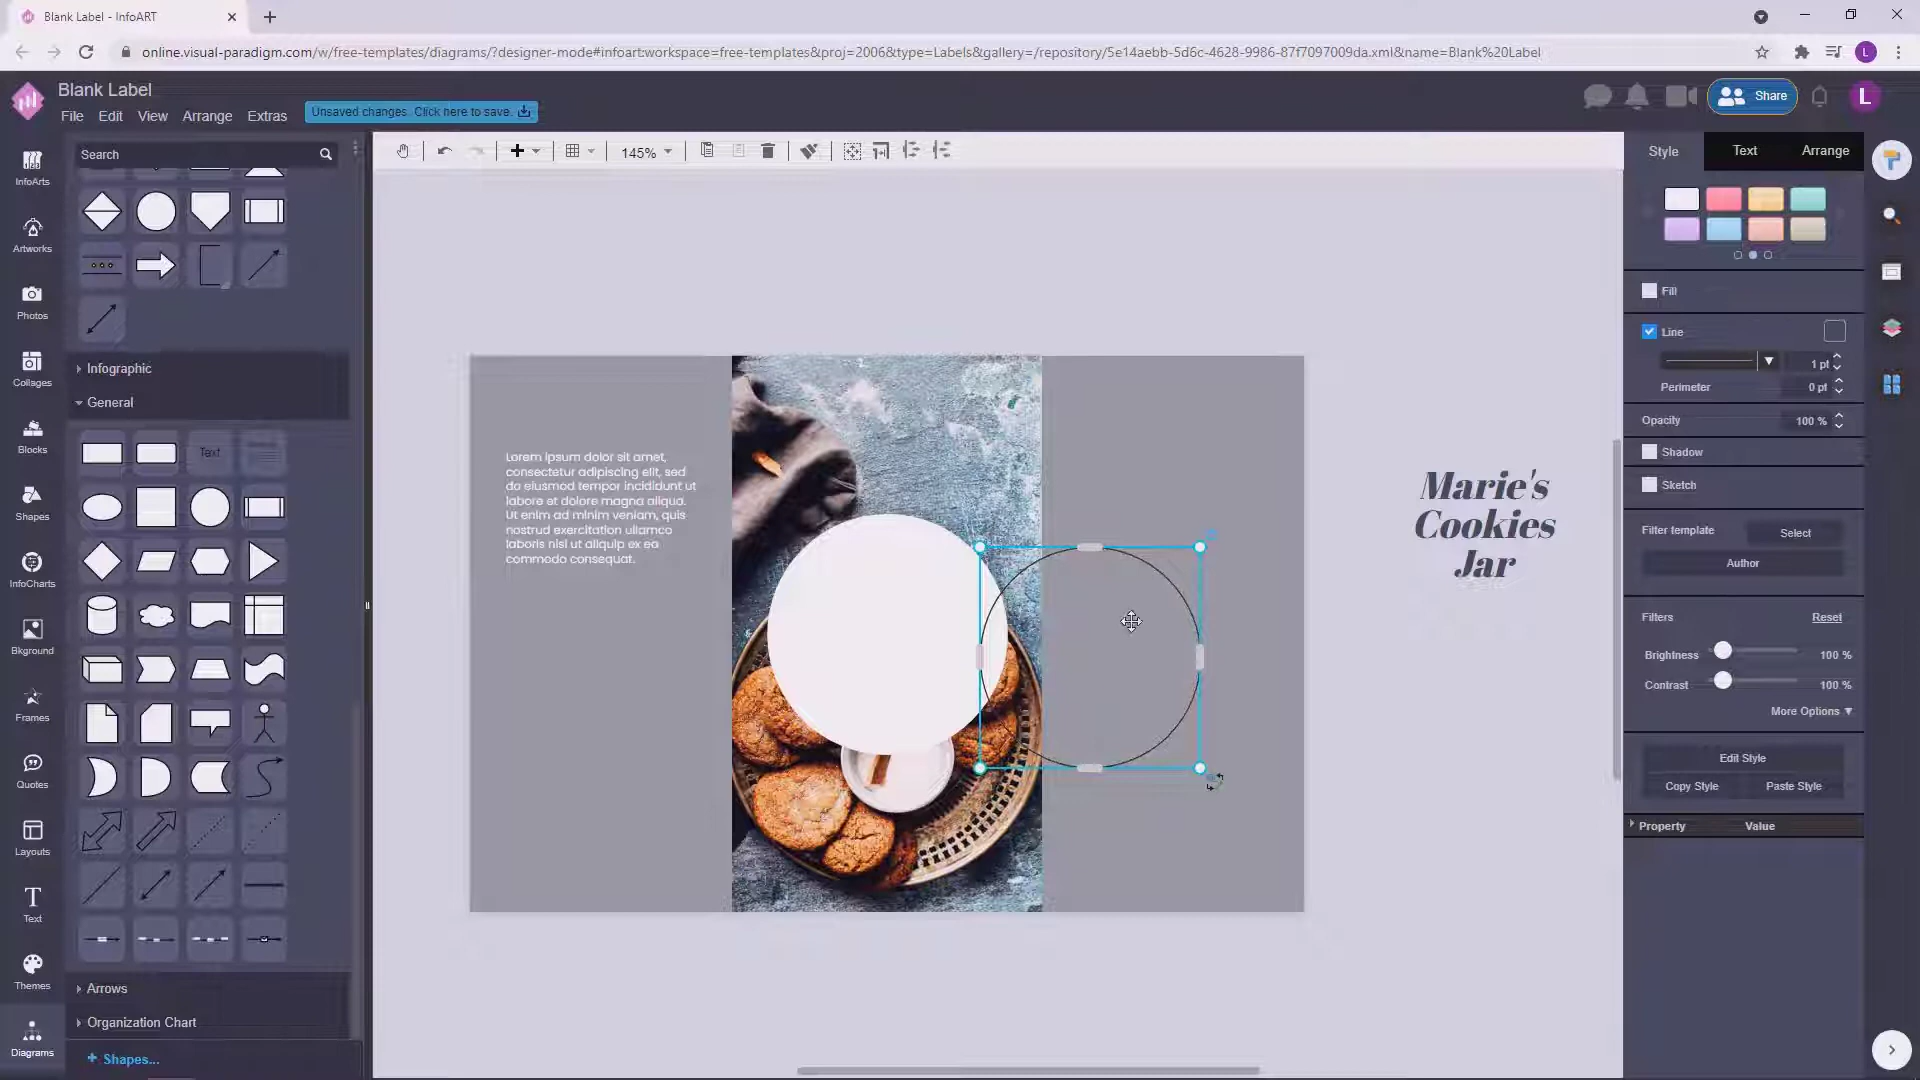 Blank Label - InfoART
online.visual-paradigm.com/w/free-templates/diagrams/?designer-mode#infoart:workspace=free-templates&proj=2006&type=Labels&gallery=/repository/5e14aebb-5d6c-4628-9986-87f7097009da.xml&name=Blank%20Label
L
Blank Label
File Edit View Arrange Extras
Unsaved changes. Click here to save.
Share
L
InfoArts
Artworks
Photos
Collages
Blocks
Shapes
InfoCharts
Bkground
Frames
Quotes
Layouts
Text
Themes
Diagrams
Search
Infographic
General
Text
Arrows
Organization Chart
+ Shapes...
145%
Lorem ipsum dolor sit amet,
consectetur adipiscing elit, sed
do eiusmod tempor incididunt ut
labore et dolore magna aliqua.
Ut enim ad minim veniam, quis
nostrud exercitation ullamco
laboris nisi ut aliquip ex ea
commodo consequat.
Marie's
Cookies
Jar
Style Text Arrange
Fill
Line
1 pt
Perimeter 0 pt
Opacity 100 %
Shadow
Sketch
Filter template Select
Author
Filters Reset
Brightness 100 %
Contrast 100 %
More Options
Edit Style
Copy Style Paste Style
Property Value